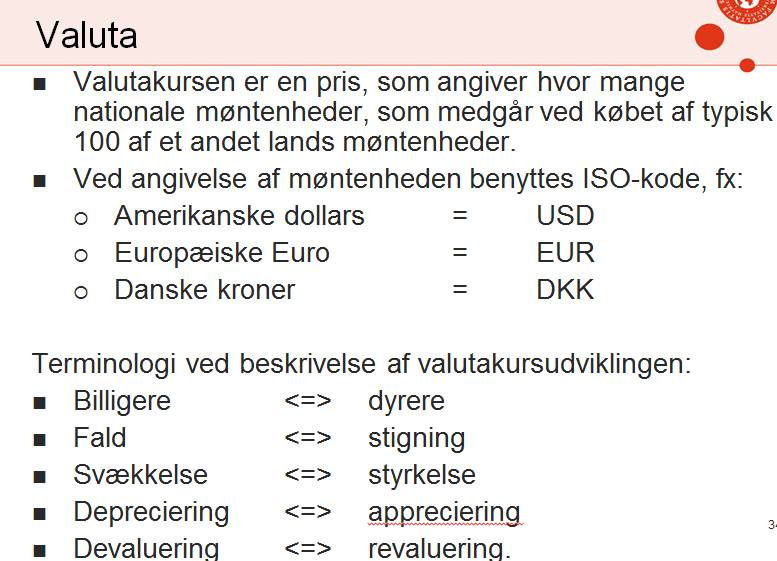 Valuta
■ Valutakursen er en pris, som angiver hvor mange
nationale møntenheder, som medgår ved købet af typisk
100 af et andet lands møntenheder.
■ Ved angivelse af møntenheden benyttes ISO-kode, fx:
o Amerikanske dollars = USD
o Europæiske Euro = EUR
o Danske kroner = DKK
Terminologi ved beskrivelse af valutakursudviklingen:
■ Billigere <=> dyrere
■ Fald <=> stigning
■ Svækkelse <=> styrkelse
■ Depreciering <=> appreciering
■ Devaluering <=> revaluering.